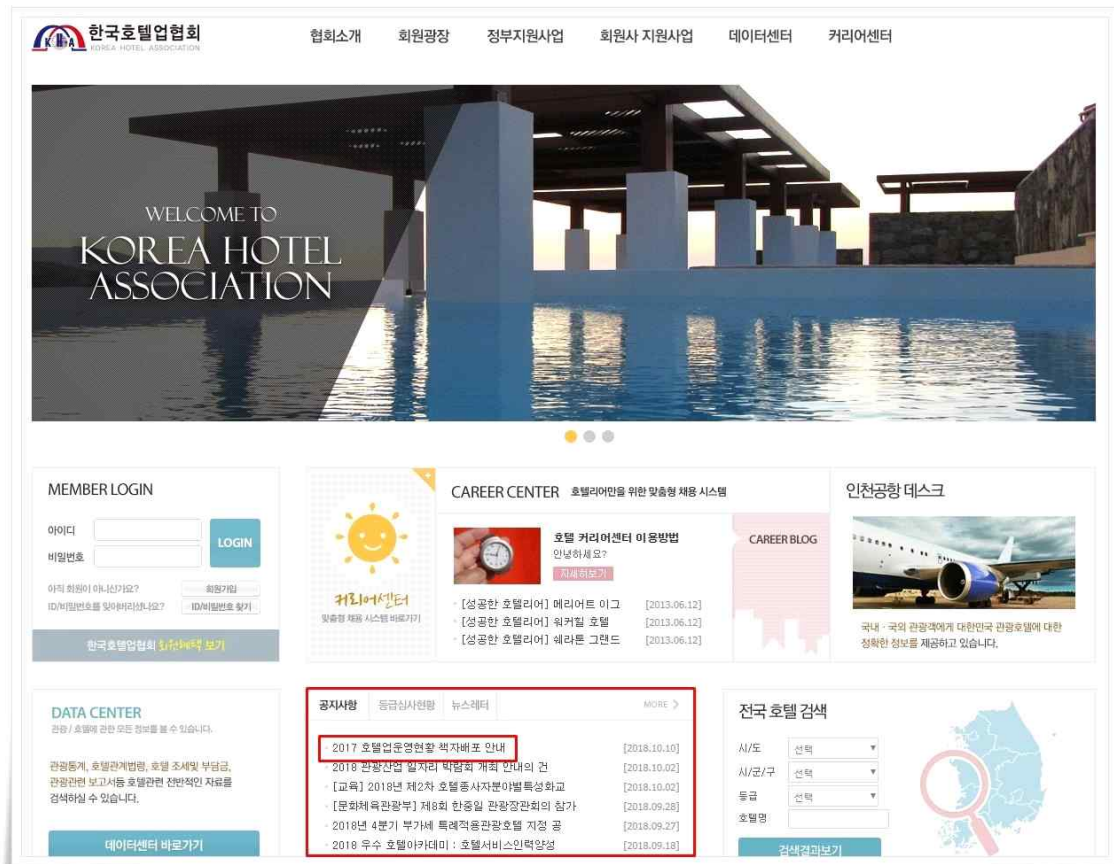 KHA 한국호텔업협회
KOREA HOTEL ASSOCIATION
협회소개 회원광장 정부지원사업 회원사 지원사업 데이터센터 커리어센터
WELCOME TO
KOREA HOTEL
ASSOCIATION
MEMBER LOGIN
아이디
비밀번호
LOGIN
아직 회원이 아니신가요? 회원가입
ID/비밀번호를 잊어버리셨나요? ID/비밀번호 찾기
한국호텔업협회 회원혜택 보기
커리어센터
맞춤형 채용 시스템 바로가기
CAREER CENTER 호텔리어만을 위한 맞춤형 채용 시스템
호텔 커리어센터 이용방법
안녕하세요?
자세히보기
· [성공한 호텔리어] 메리어트 이그 [2013.06.12]
· [성공한 호텔리어] 워커힐 호텔 [2013.06.12]
· [성공한 호텔리어] 쉐라톤 그랜드 [2013.06.12]
CAREER BLOG
인천공항 데스크
국내 · 국외 관광객에게 대한민국 관광호텔에 대한
정확한 정보를 제공하고 있습니다.
DATA CENTER
관광 / 호텔에 관한 모든 정보를 볼 수 있습니다.
관광통계, 호텔관계법령, 호텔 조세및 부담금,
관광관련 보고서등 호텔관련 전반적인 자료를
검색하실 수 있습니다.
데이터센터 바로가기
공지사항 등급심사현황 뉴스레터 MORE >
· 2017 호텔업운영현황 책자배포 안내 [2018.10.10]
· 2018 관광산업 일자리 박람회 개최 안내의 건 [2018.10.02]
· [교육] 2018년 제2차 호텔종사자분야별특성화교 [2018.10.02]
· [문화체육관광부] 제8회 한중일 관광장관회의 참가 [2018.09.28]
· 2018년 4분기 부가세 특례적용관광호텔 지정 공 [2018.09.27]
· 2018 우수 호텔아카데미 : 호텔서비스인력양성 [2018.09.18]
전국 호텔 검색
시/도 선택
시/군/구 선택
등급 선택
호텔명
검색결과보기